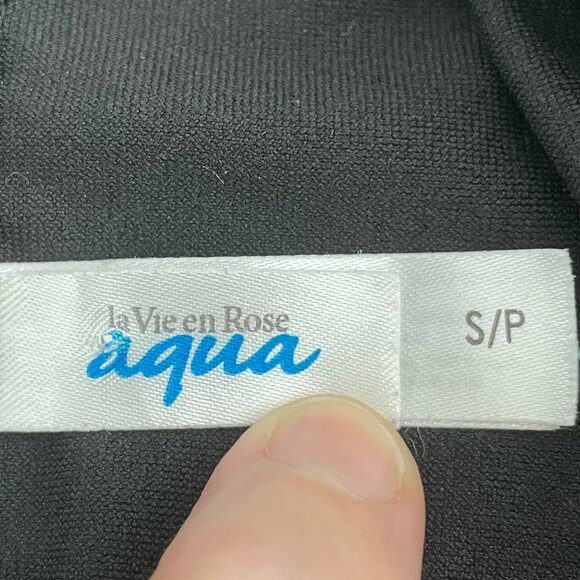 la Vie en Rose
aqua
S/P